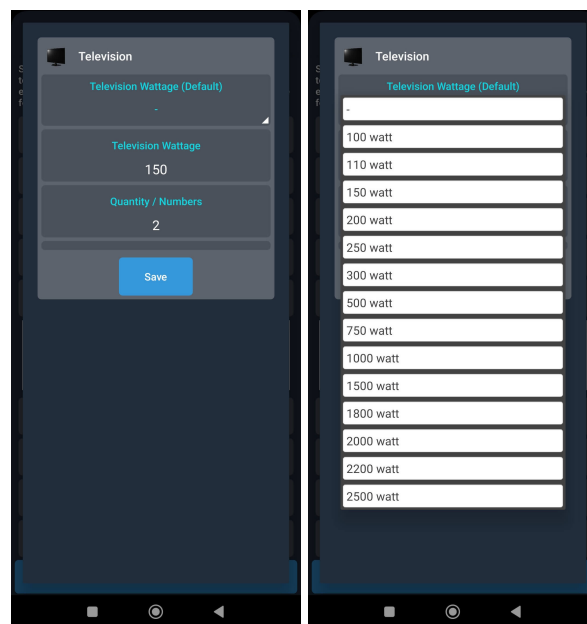 Television
Television Wattage (Default)
-
Television Wattage
150
Quantity / Numbers
2
Save
Television
Television Wattage (Default)
-
100 watt
110 watt
150 watt
200 watt
250 watt
300 watt
500 watt
750 watt
1000 watt
1500 watt
1800 watt
2000 watt
2200 watt
2500 watt